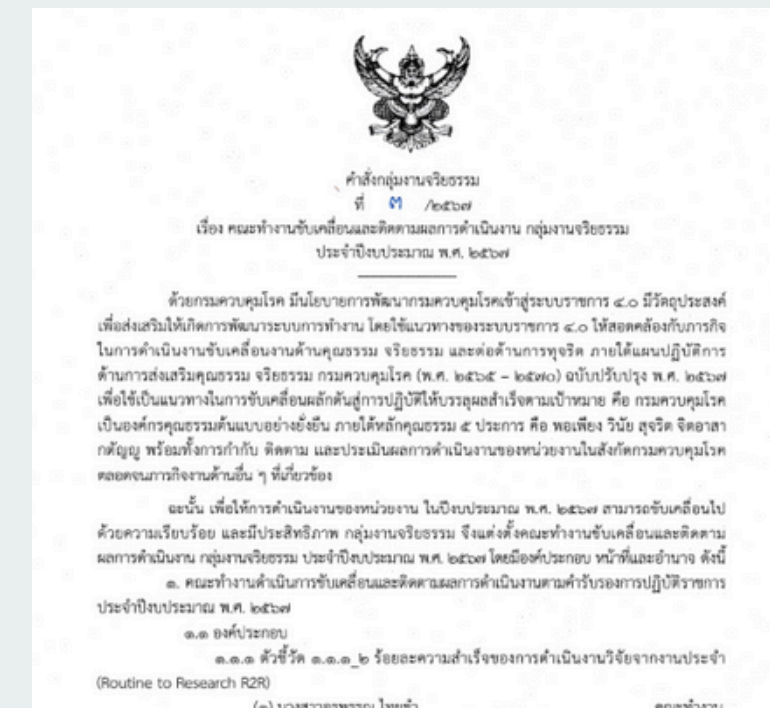 คำสั่งกลุ่มงานจริยธรรม
ที่ ๓ /๒๕๖๗
เรื่อง คณะทำงานขับเคลื่อนและติดตามผลการดำเนินงาน กลุ่มงานจริยธรรม
ประจำปีงบประมาณ พ.ศ. ๒๕๖๗
ด้วยกรมควบคุมโรค มีนโยบายการพัฒนากรมควบคุมโรคเข้าสู่ระบบราชการ ๔.๐ มีวัตถุประสงค์
เพื่อส่งเสริมให้เกิดการพัฒนาระบบการทำงาน โดยใช้แนวทางของระบบราชการ ๔.๐ ให้สอดคล้องกับภารกิจ
ในการดำเนินงานขับเคลื่อนงานด้านคุณธรรม จริยธรรม และต่อต้านการทุจริต ภายใต้แผนปฏิบัติการ
ด้านการส่งเสริมคุณธรรม จริยธรรม กรมควบคุมโรค (พ.ศ. ๒๕๖๕ – ๒๕๗๐) ฉบับปรับปรุง พ.ศ. ๒๕๖๗
เพื่อใช้เป็นแนวทางในการขับเคลื่อนผลักดันสู่การปฏิบัติให้บรรลุผลสำเร็จตามเป้าหมาย คือ กรมควบคุมโรค
เป็นองค์กรคุณธรรมต้นแบบอย่างยั่งยืน ภายใต้หลักคุณธรรม ๕ ประการ คือ พอเพียง วินัย สุจริต จิตอาสา
กตัญญู พร้อมทั้งการกำกับ ติดตาม และประเมินผลการดำเนินงานของหน่วยงานในสังกัดกรมควบคุมโรค
ตลอดจนภารกิจงานด้านอื่น ๆ ที่เกี่ยวข้อง
ฉะนั้น เพื่อให้การดำเนินงานของหน่วยงาน ในปีงบประมาณ พ.ศ. ๒๕๖๗ สามารถขับเคลื่อนไป
ด้วยความเรียบร้อย และมีประสิทธิภาพ กลุ่มงานจริยธรรม จึงแต่งตั้งคณะทำงานขับเคลื่อนและติดตาม
ผลการดำเนินงาน กลุ่มงานจริยธรรม ประจำปีงบประมาณ พ.ศ. ๒๕๖๗ โดยมีองค์ประกอบ หน้าที่และอำนาจ ดังนี้
๑. คณะทำงานดำเนินการขับเคลื่อนและติดตามผลการดำเนินงานตามคำรับรองการปฏิบัติราชการ
ประจำปีงบประมาณ พ.ศ. ๒๕๖๗
๑.๑ องค์ประกอบ
๑.๑.๑ ตัวชี้วัด ๑.๑.๑_๒ ร้อยละความสำเร็จของการดำเนินงานวิจัยจากงานประจำ
(Routine to Research R2R)
คณะทำงาน